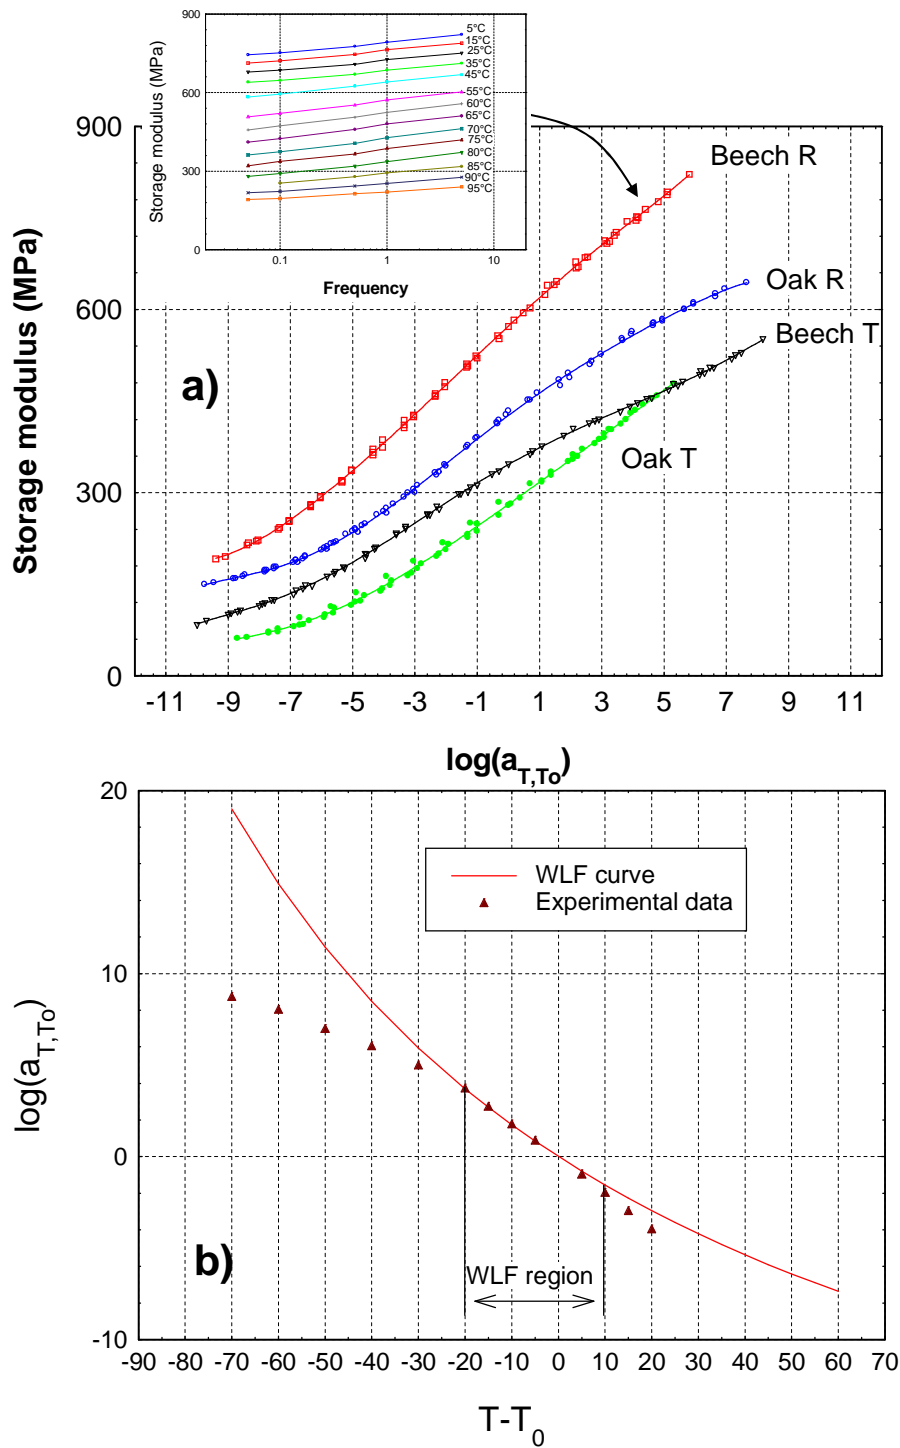 900
600
300
0
Storage modulus (MPa)
5°C
15°C
25°C
35°C
45°C
55°C
60°C
65°C
70°C
75°C
80°C
85°C
90°C
95°C
0.1
1
10
Frequency
900
600
300
0
Storage modulus (MPa)
Beech R
Oak R
Beech T
a)
Oak T
-11 -9 -7 -5 -3 -1 1 3 5 7 9 11
log(a_T,To)
20
10
0
-10
log(a_T,To)
WLF curve
Experimental data
b)
WLF region
-90 -80 -70 -60 -50 -40 -30 -20 -10 0 10 20 30 40 50 60 70
T-T_0